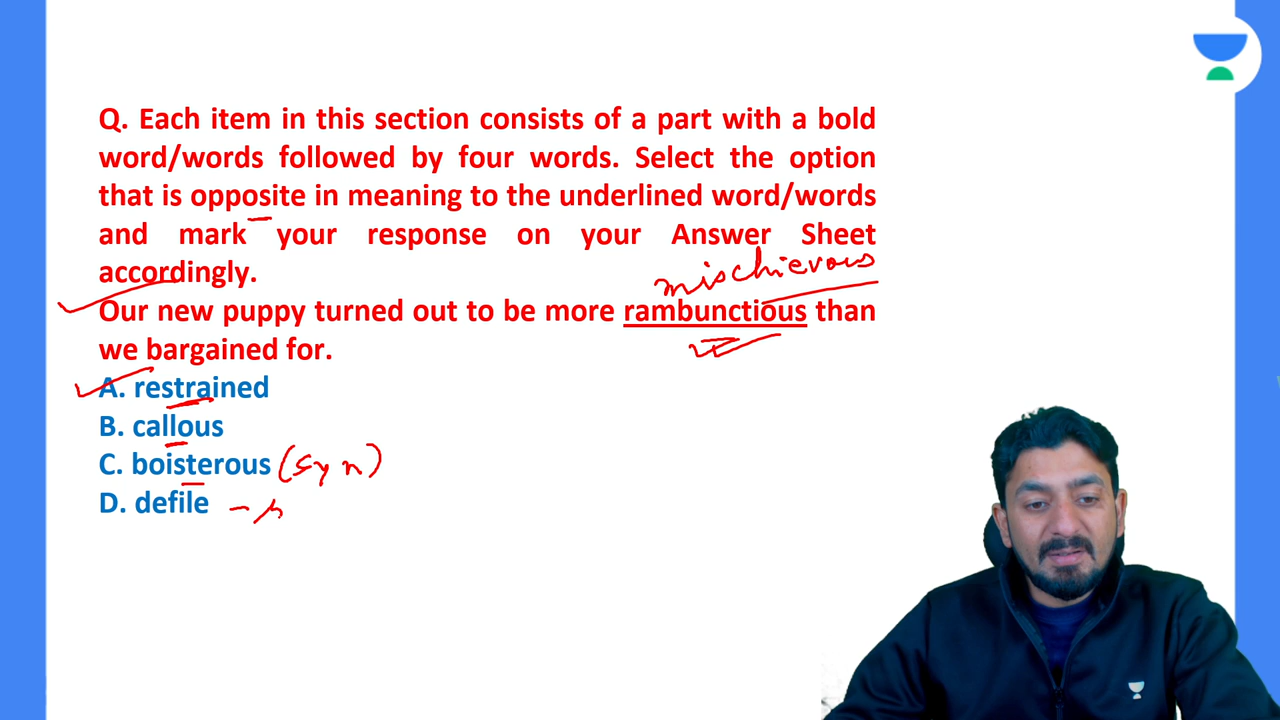 Q. Each item in this section consists of a part with a bold
word/words followed by four words. Select the option
that is opposite in meaning to the underlined word/words
and mark your response on your Answer Sheet
accordingly.
mischievous
Our new puppy turned out to be more rambunctious than
we bargained for.
A. restrained
B. callous
C. boisterous (Syn)
D. defile